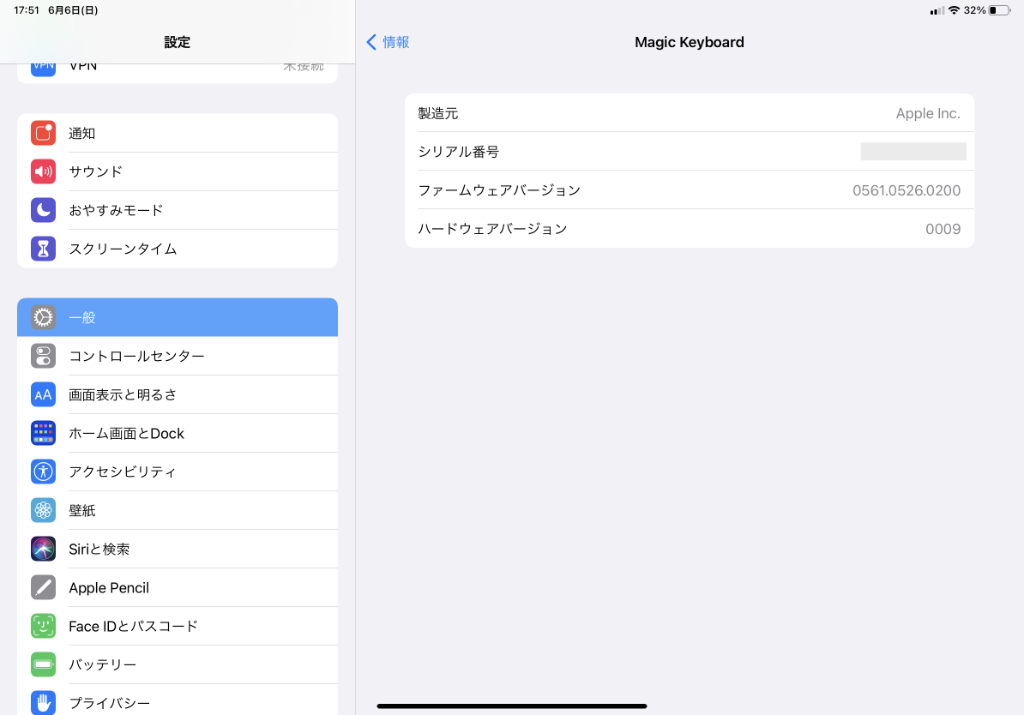 17:51 6月6日(日)
32%
設定
VPN
未接続
通知
サウンド
おやすみモード
スクリーンタイム
一般
コントロールセンター
AA
画面表示と明るさ
ホーム画面とDock
アクセシビリティ
壁紙
Siriと検索
Apple Pencil
Face IDとパスコード
バッテリー
プライバシー
情報
Magic Keyboard
製造元
Apple Inc.
シリアル番号
ファームウェアバージョン
0561.0526.0200
ハードウェアバージョン
0009